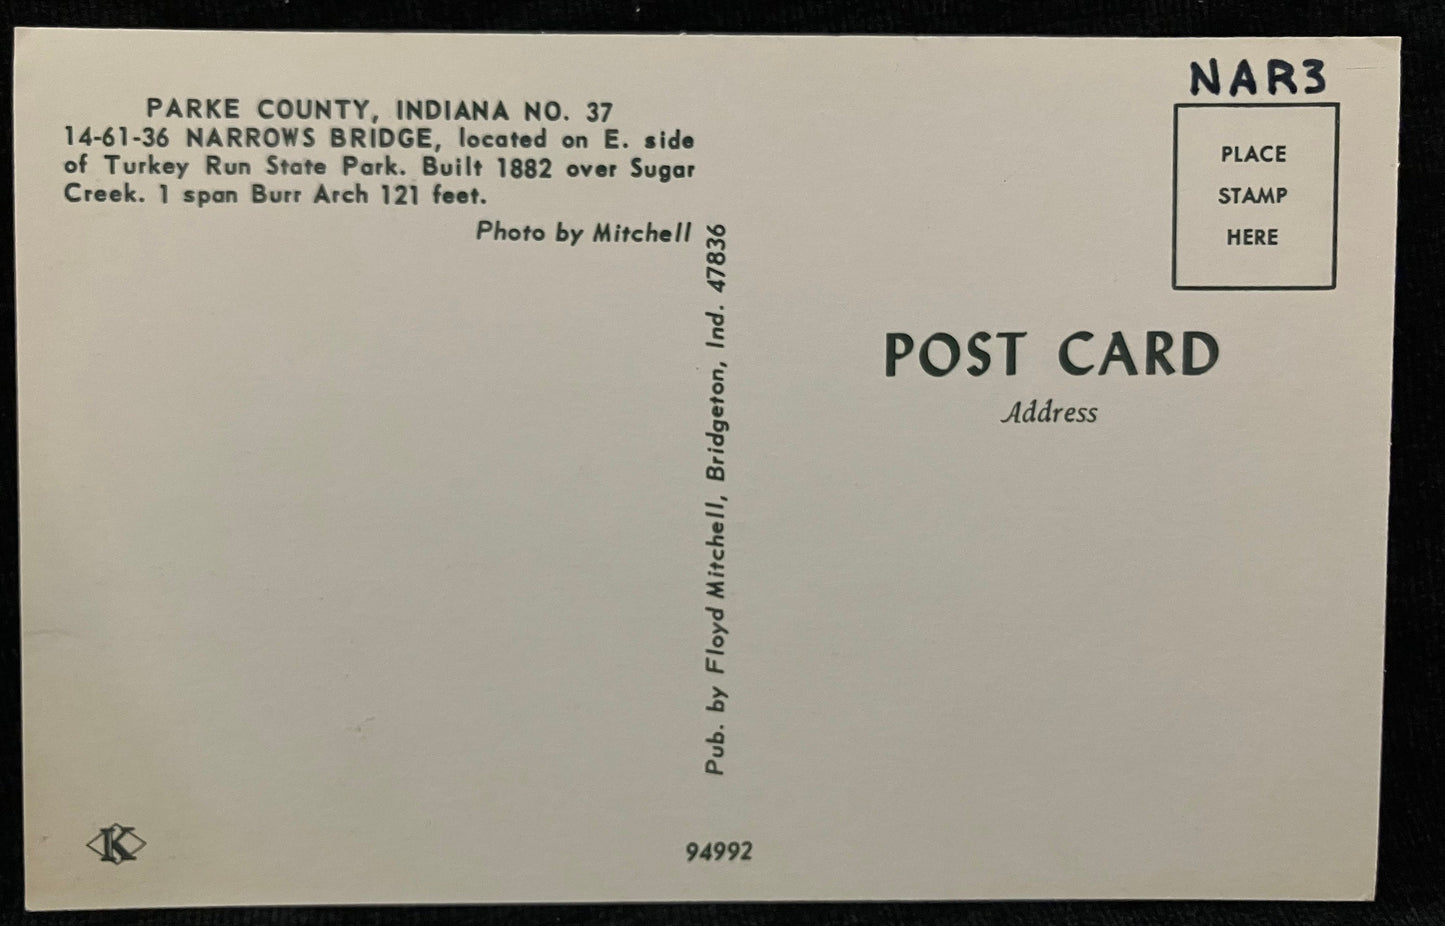 NAR3
PARKE COUNTY, INDIANA NO. 37
14-61-36 NARROWS BRIDGE, located on E. side
of Turkey Run State Park. Built 1882 over Sugar
Creek. 1 span Burr Arch 121 feet.
Photo by Mitchell
Pub. by Floyd Mitchell, Bridgeton, Ind. 47836
PLACE
STAMP
HERE
POST CARD
Address
K
94992